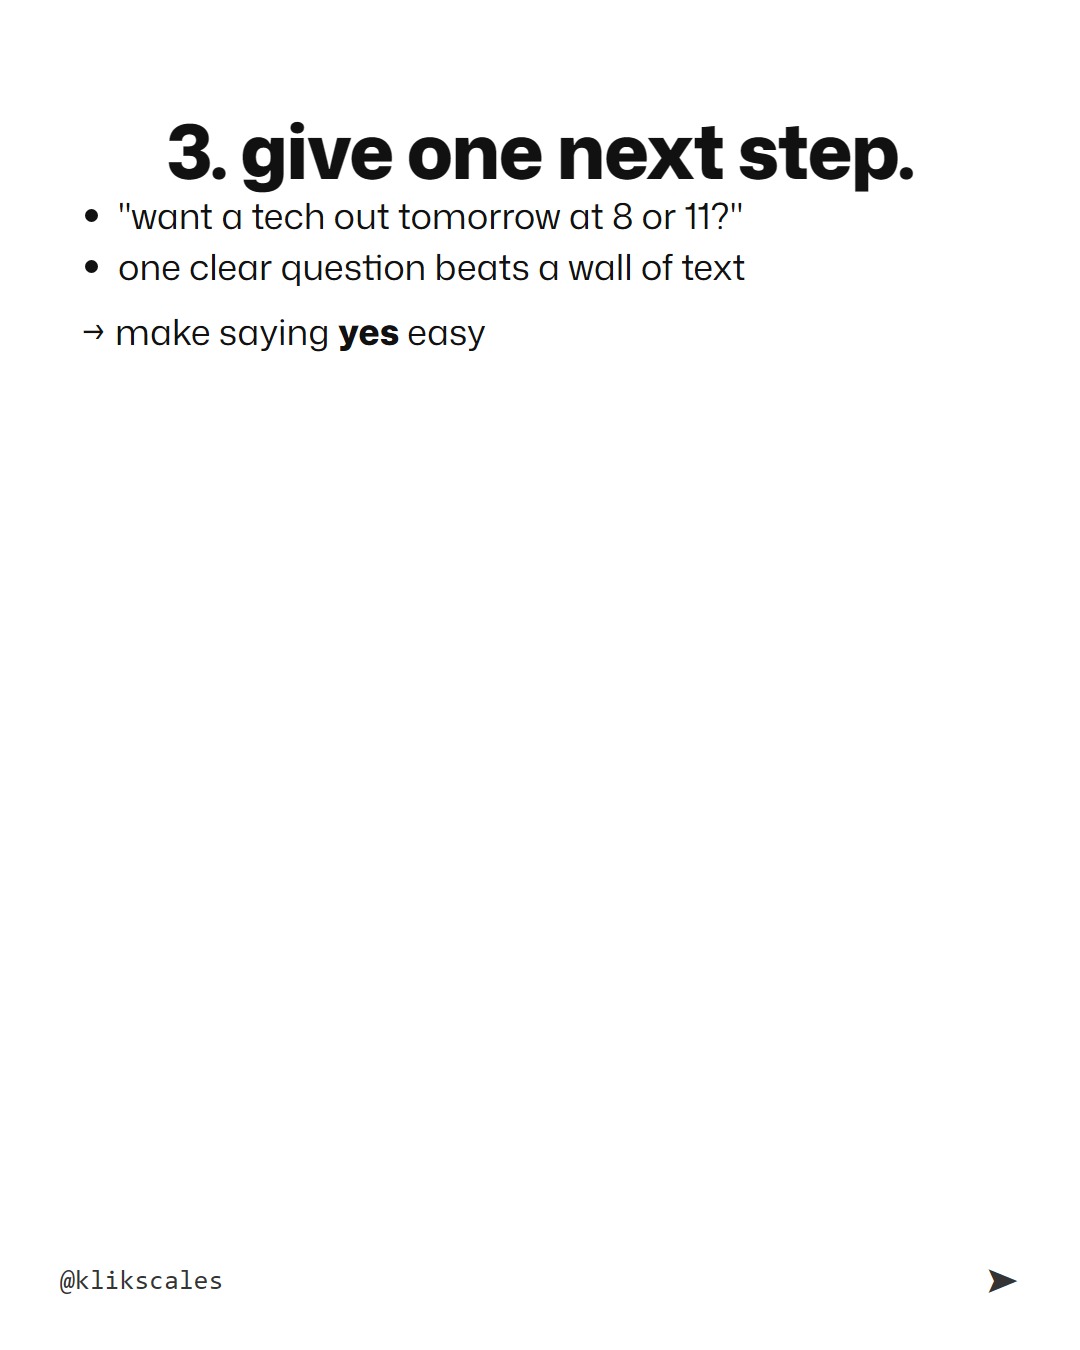 3. give one next step.
• "want a tech out tomorrow at 8 or 11?"
• one clear question beats a wall of text
→ make saying yes easy
@klikscales